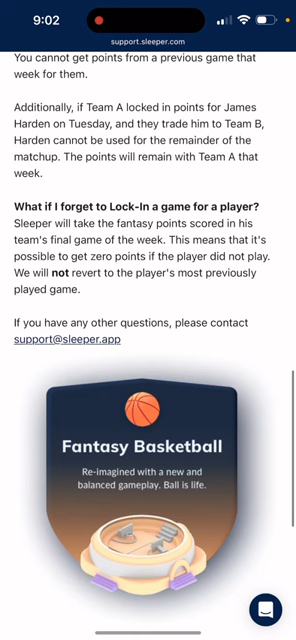 9:02
support.sleeper.com
You cannot get points from a previous game that
week for them.
Additionally, if Team A locked in points for James
Harden on Tuesday, and they trade him to Team B,
Harden cannot be used for the remainder of the
matchup. The points will remain with Team A that
week.
What if I forget to Lock-In a game for a player?
Sleeper will take the fantasy points scored in his
team's final game of the week. This means that it's
possible to get zero points if the player did not play.
We will not revert to the player's most previously
played game.
If you have any other questions, please contact
support@sleeper.app
Fantasy Basketball
Re-imagined with a new and
balanced gameplay. Ball is life.